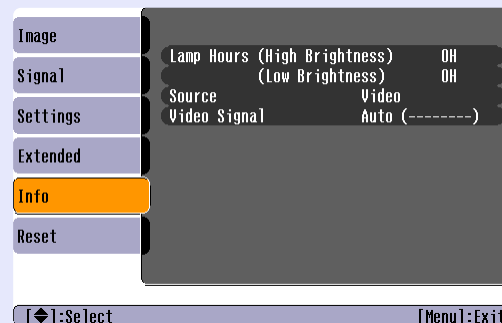 Image
Signal
Settings
Extended
Info
Reset
Lamp Hours (High Brightness) 0H
(Low Brightness) 0H
Source Video
Video Signal Auto (--------)
[◆]:Select [Menu]:Exit